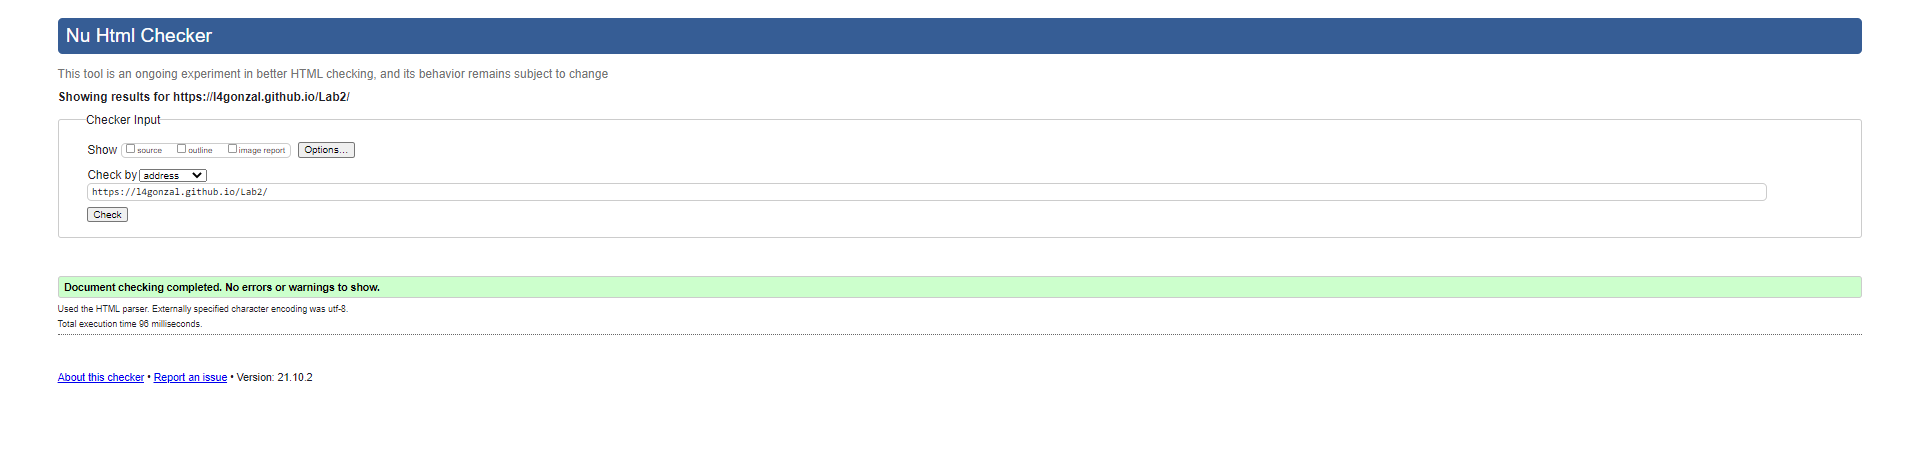 Nu Html Checker
This tool is an ongoing experiment in better HTML checking, and its behavior remains subject to change
Showing results for https://l4gonzal.github.io/Lab2/
Checker Input
Show source outline image report Options...
Check by address
https://l4gonzal.github.io/Lab2/
Check
Document checking completed. No errors or warnings to show.
Used the HTML parser. Externally specified character encoding was utf-8.
Total execution time 96 milliseconds.
About this checker • Report an issue • Version: 21.10.2